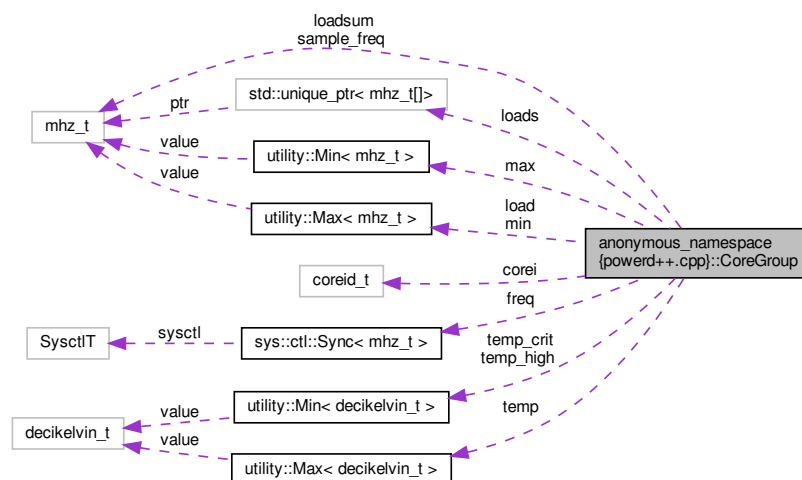 loadsum
sample_freq
std::unique_ptr< mhz_t[]>
ptr
loads
mhz_t
value
utility::Min< mhz_t >
max
value
utility::Max< mhz_t >
load
min
anonymous_namespace
{powerd++.cpp}::CoreGroup
coreid_t
corei
freq
SysctlT
sysctl
sys::ctl::Sync< mhz_t >
temp_crit
temp_high
value
utility::Min< decikelvin_t >
temp
decikelvin_t
value
utility::Max< decikelvin_t >